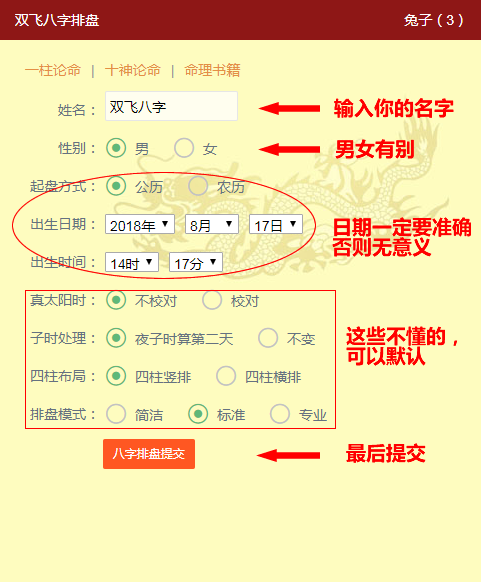 双飞八字排盘 兔子（3）
一柱论命 | 十神论命 | 命理书籍
姓名： 双飞八字 输入你的名字
性别： 男 女 男女有别
起盘方式： 公历 农历
出生日期： 2018年 8月 17日 日期一定要准确
否则无意义
出生时间： 14时 17分
真太阳时： 不校对 校对
子时处理： 夜子时算第二天 不变 这些不懂的，
可以默认
四柱布局： 四柱竖排 四柱横排
排盘模式： 简洁 标准 专业
八字排盘提交 最后提交